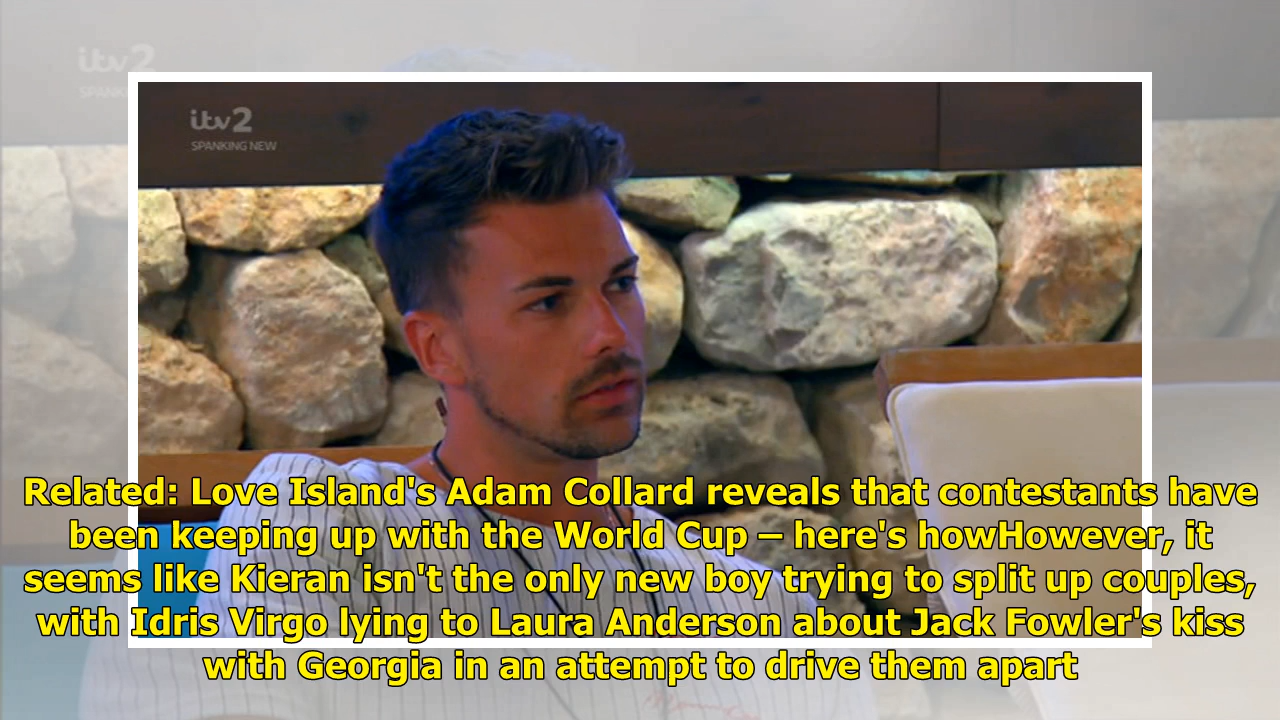 itv2
SPANK
itv2
SPANKING NEW
Related: Love Island's Adam Collard reveals that contestants have
been keeping up with the World Cup – here's howHowever, it
seems like Kieran isn't the only new boy trying to split up couples,
with Idris Virgo lying to Laura Anderson about Jack Fowler's kiss
with Georgia in an attempt to drive them apart